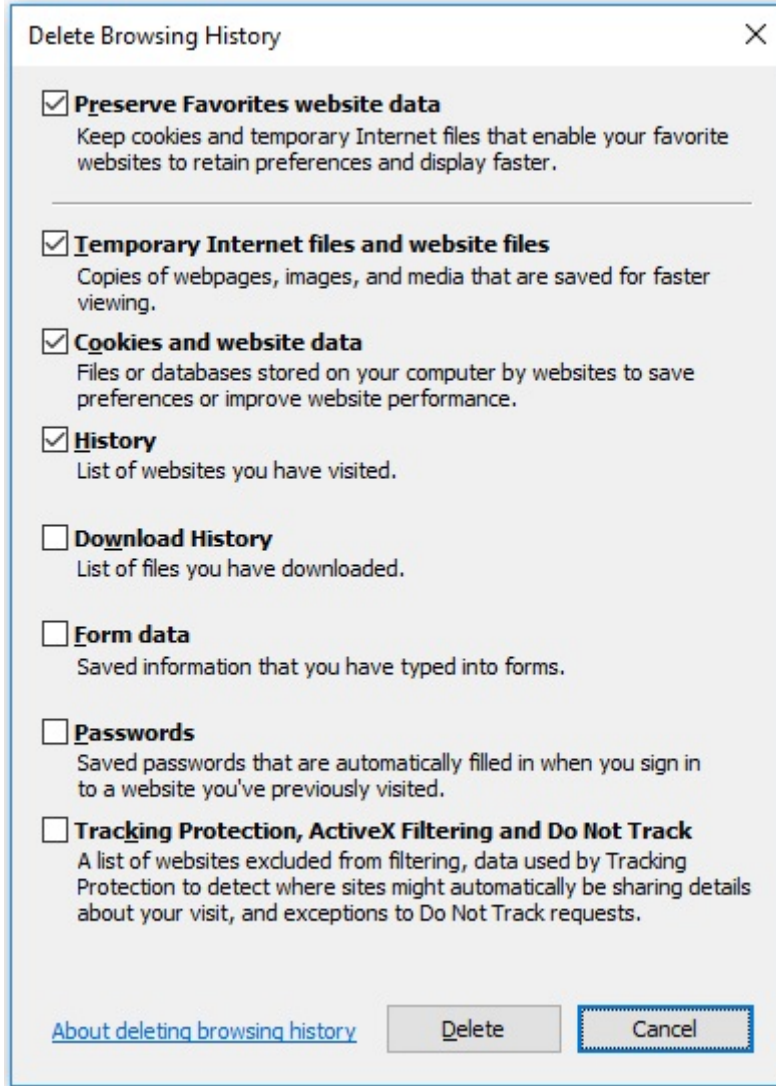 Delete Browsing History
Preserve Favorites website data
Keep cookies and temporary Internet files that enable your favorite
websites to retain preferences and display faster.
Temporary Internet files and website files
Copies of webpages, images, and media that are saved for faster
viewing.
Cookies and website data
Files or databases stored on your computer by websites to save
preferences or improve website performance.
History
List of websites you have visited.
Download History
List of files you have downloaded.
Form data
Saved information that you have typed into forms.
Passwords
Saved passwords that are automatically filled in when you sign in
to a website you've previously visited.
Tracking Protection, ActiveX Filtering and Do Not Track
A list of websites excluded from filtering, data used by Tracking
Protection to detect where sites might automatically be sharing details
about your visit, and exceptions to Do Not Track requests.
About deleting browsing history Delete Cancel